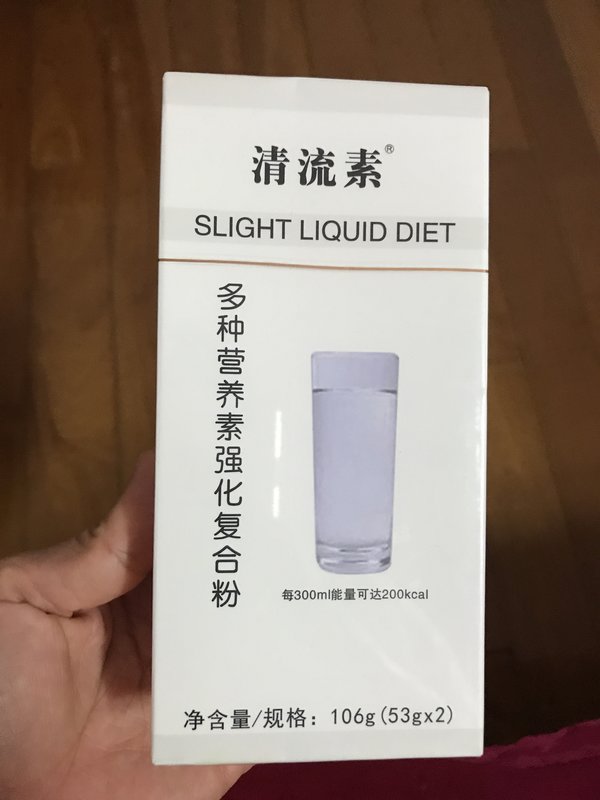 清流素®
SLIGHT LIQUID DIET
多种营养素强化复合粉
每300ml能量可达200kcal
净含量/规格：106g(53gx2)